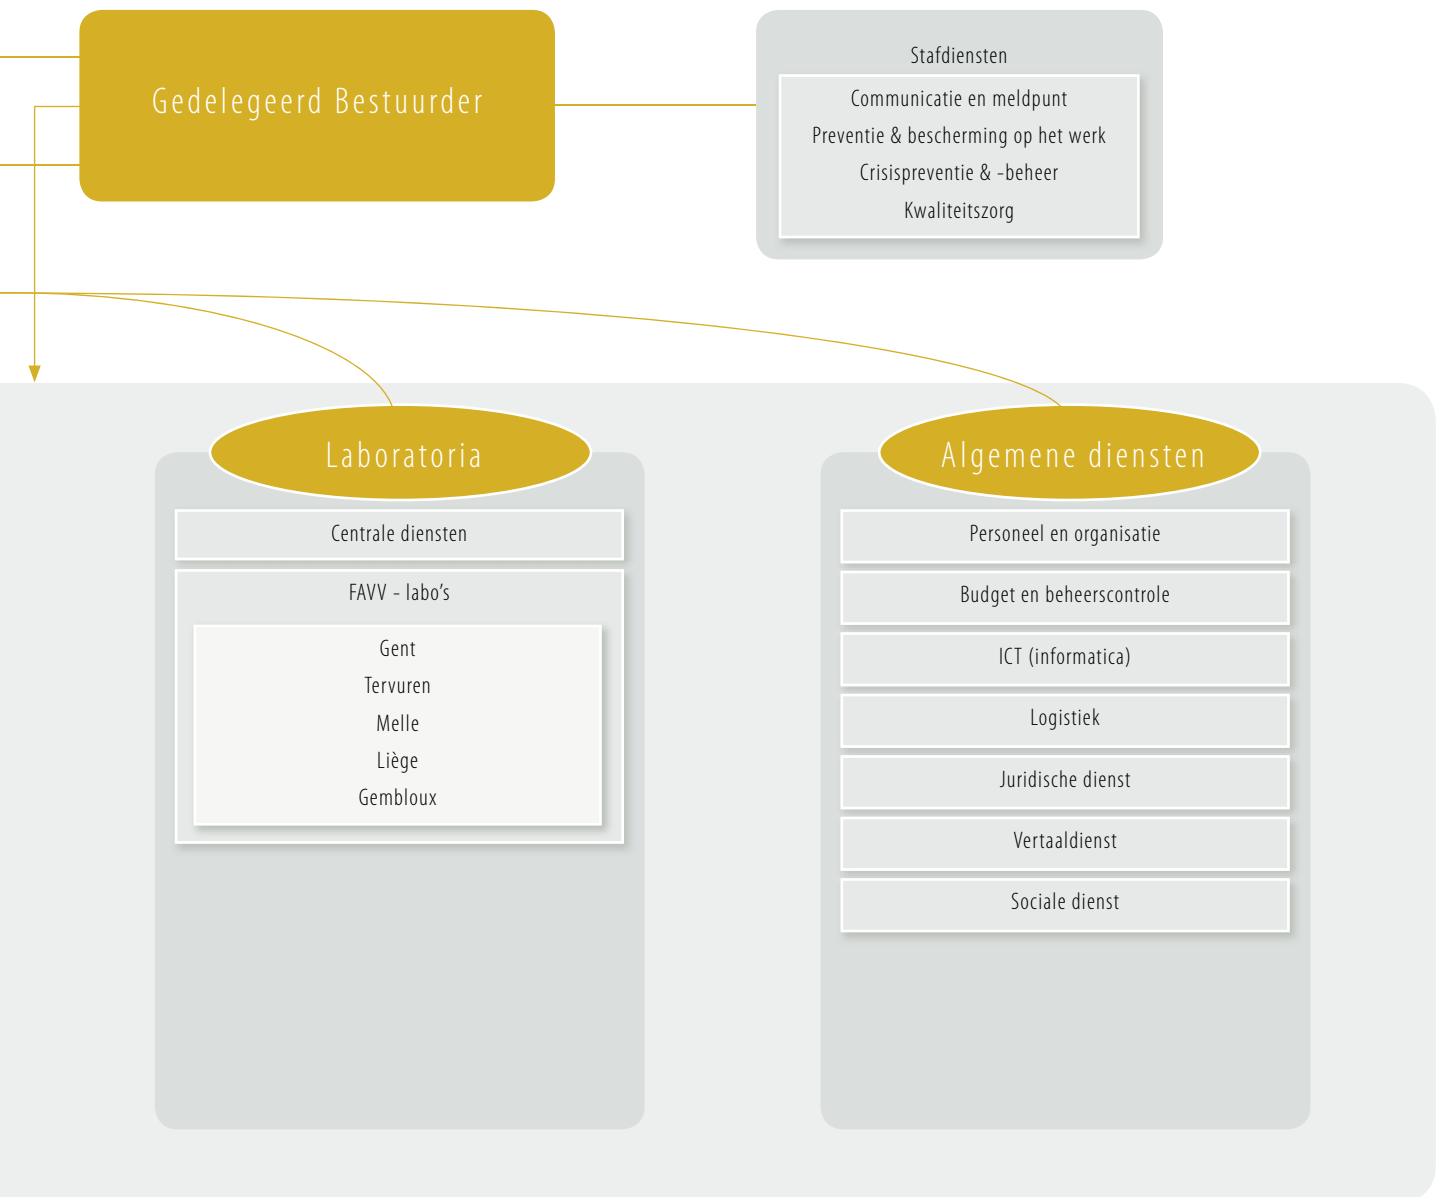 Gedelegeerd Bestuurder
Stafdiensten
Communicatie en meldpunt
Preventie & bescherming op het werk
Crisispreventie & -beheer
Kwaliteitszorg
Laboratoria
Centrale diensten
FAVV - labo’s
Gent
Tervuren
Melle
Liège
Gembloux
Algemene diensten
Personeel en organisatie
Budget en beheerscontrole
ICT (informatica)
Logistiek
Juridische dienst
Vertaaldienst
Sociale dienst